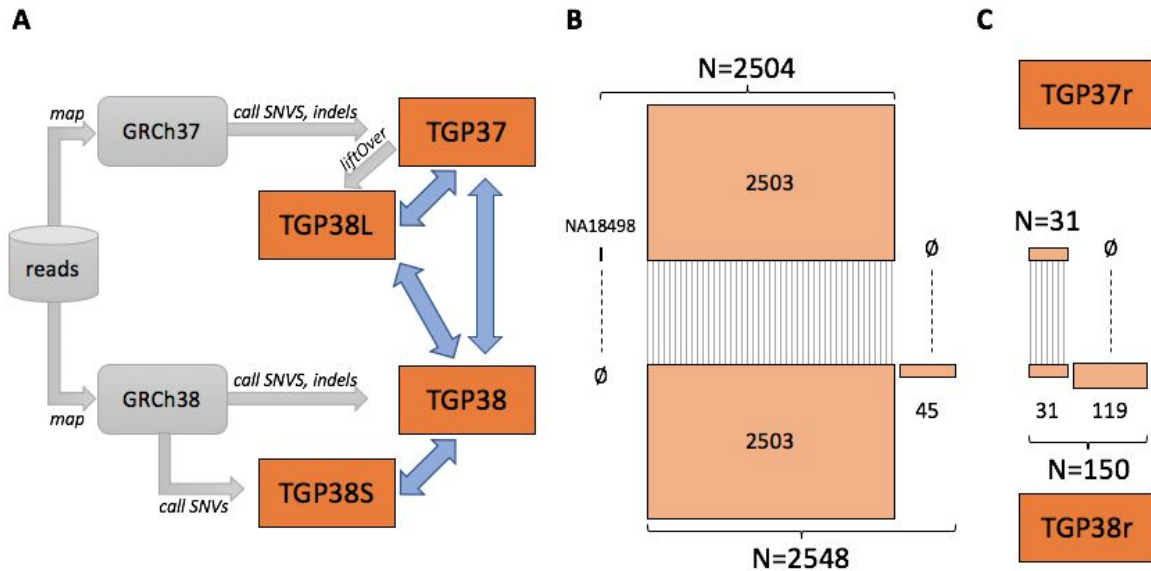 A
map
GRCh37
call SNVS, indels
TGP37
liftOver
TGP38L
reads
map
GRCh38
call SNVS, indels
TGP38
call SNVs
TGP38S
B
N=2504
2503
NA18498
Ø
Ø
2503
45
N=2548
C
TGP37r
N=31
Ø
31
119
N=150
TGP38r